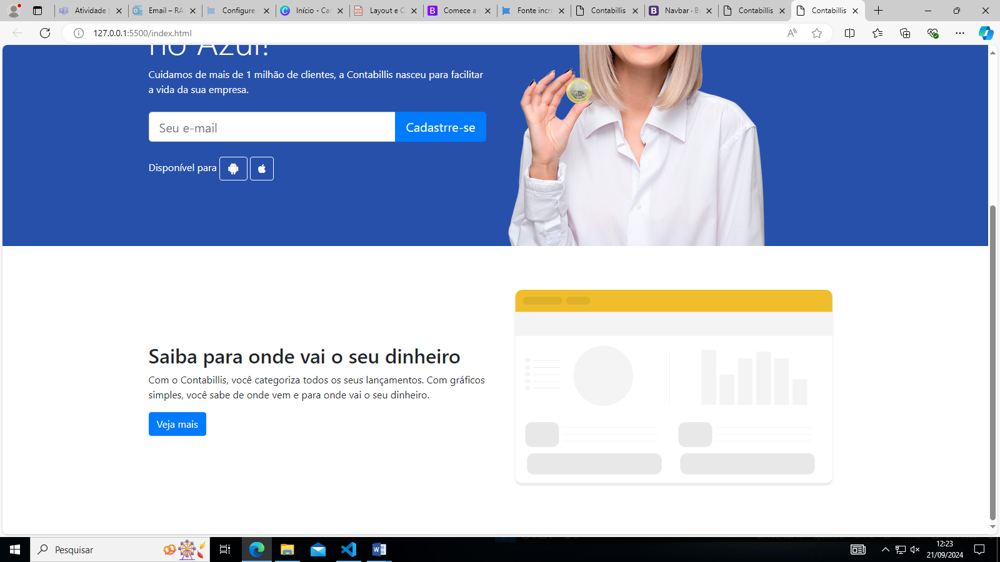 Atividade
Email – RA
Configure
Início - Can
Layout e C
Comece a
Fonte incrí
Contabillis
Navbar · Bo
Contabillis
Contabillis
127.0.0.1:5500/index.html
no Azul!
Cuidamos de mais de 1 milhão de clientes, a Contabillis nasceu para facilitar
a vida da sua empresa.
Seu e-mail
Cadastrre-se
Disponível para
Saiba para onde vai o seu dinheiro
Com o Contabillis, você categoriza todos os seus lançamentos. Com gráficos
simples, você sabe de onde vem e para onde vai o seu dinheiro.
Veja mais
Pesquisar
12:23
21/09/2024